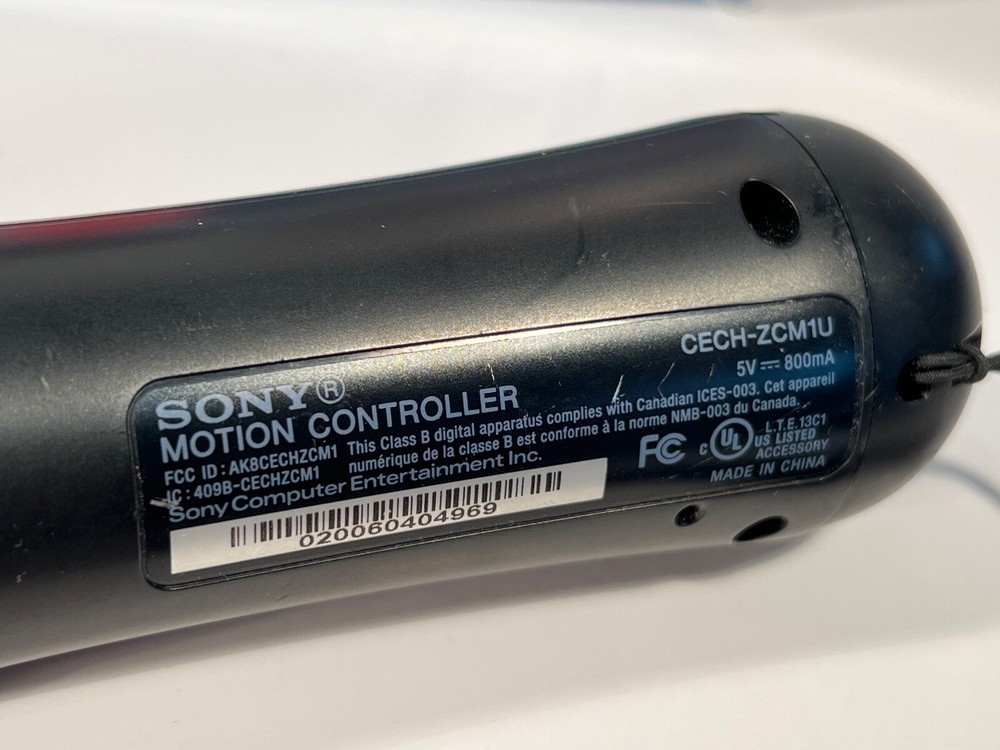 SONY®
MOTION CONTROLLER
CECH-ZCM1U
5V ⎓ 800mA
FCC ID : AK8CECHZCM1
IC : 409B-CECHZCM1
This Class B digital apparatus complies with Canadian ICES-003. Cet appareil
numérique de la classe B est conforme à la norme NMB-003 du Canada.
Sony Computer Entertainment Inc.
FC
c UL US LISTED
L.T.E.13C1
ACCESSORY
MADE IN CHINA
020060404969